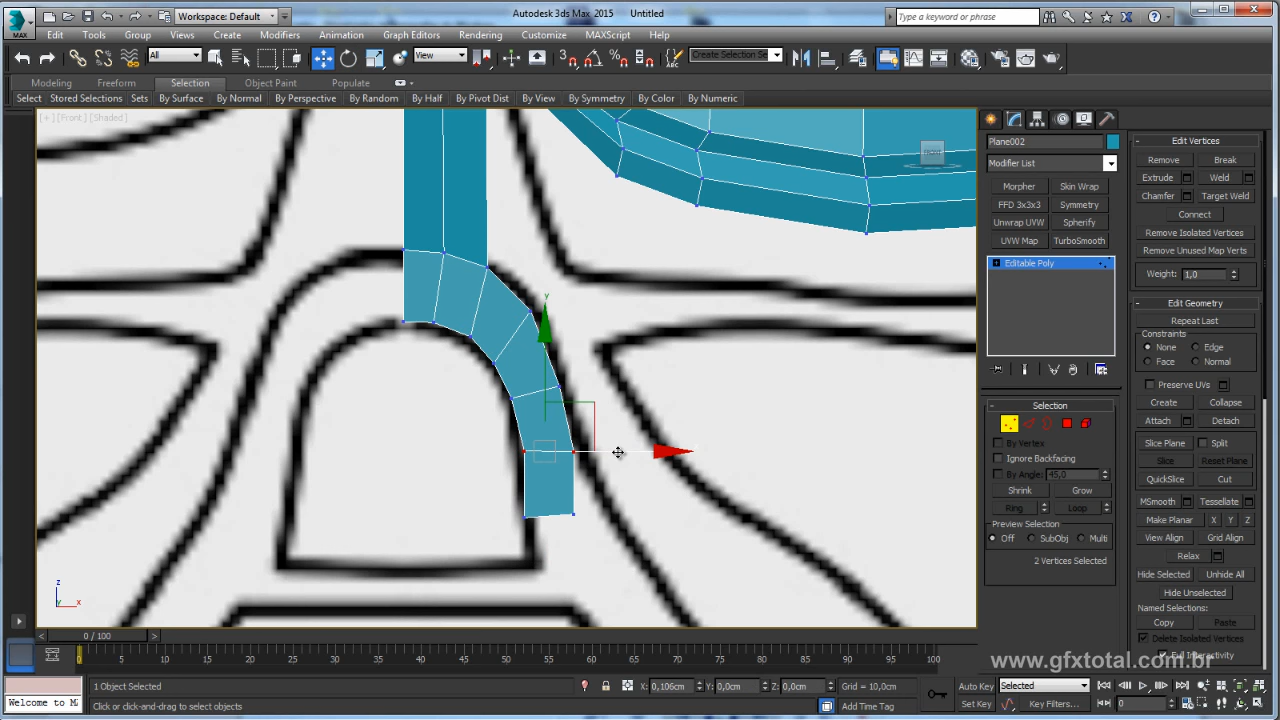 Workspace: Default
Autodesk 3ds Max 2015 Untitled
Type a keyword or phrase
MAX
Edit Tools Group Views Create Modifiers Animation Graph Editors Rendering Customize MAXScript Help
All View Create Selection Se
Modeling Freeform Selection Object Paint Populate
Select Stored Selections Sets By Surface By Normal By Perspective By Random By Half By Pivot Dist By View By Symmetry By Color By Numeric
[+] [Front] [Shaded]
Plane002
Modifier List
Morpher Skin Wrap
FFD 3x3x3 Symmetry
Unwrap UVW Spherify
UVW Map TurboSmooth
Editable Poly
Selection
By Vertex
Ignore Backfacing
By Angle: 45,0
Shrink Grow
Ring Loop
Preview Selection
Off SubObj Multi
2 Vertices Selected
Edit Vertices
Remove Break
Extrude Weld
Chamfer Target Weld
Connect
Remove Isolated Vertices
Remove Unused Map Verts
Weight: 1,0
Edit Geometry
Repeat Last
Constraints
None Edge
Face Normal
Preserve UVs
Create Collapse
Attach Detach
Slice Plane Split
Slice Reset Plane
QuickSlice Cut
MSmooth Tessellate
Make Planar X Y Z
View Align Grid Align
Relax
Hide Selected Unhide All
Hide Unselected
Named Selections:
Copy Paste
Delete Isolated Vertices
Full Interactivity
www.gfxtotal.com.br
y
z
x
0 / 100
0 5 10 15 20 25 30 35 40 45 50 55 60 65 70 75 80 85 90 95 100
1 Object Selected X: 0,106cm Y: 0,0cm Z: 0,0cm Grid = 10,0cm Auto Key Selected
Welcome to M
Click or click-and-drag to select objects Add Time Tag Set Key Key Filters... 0